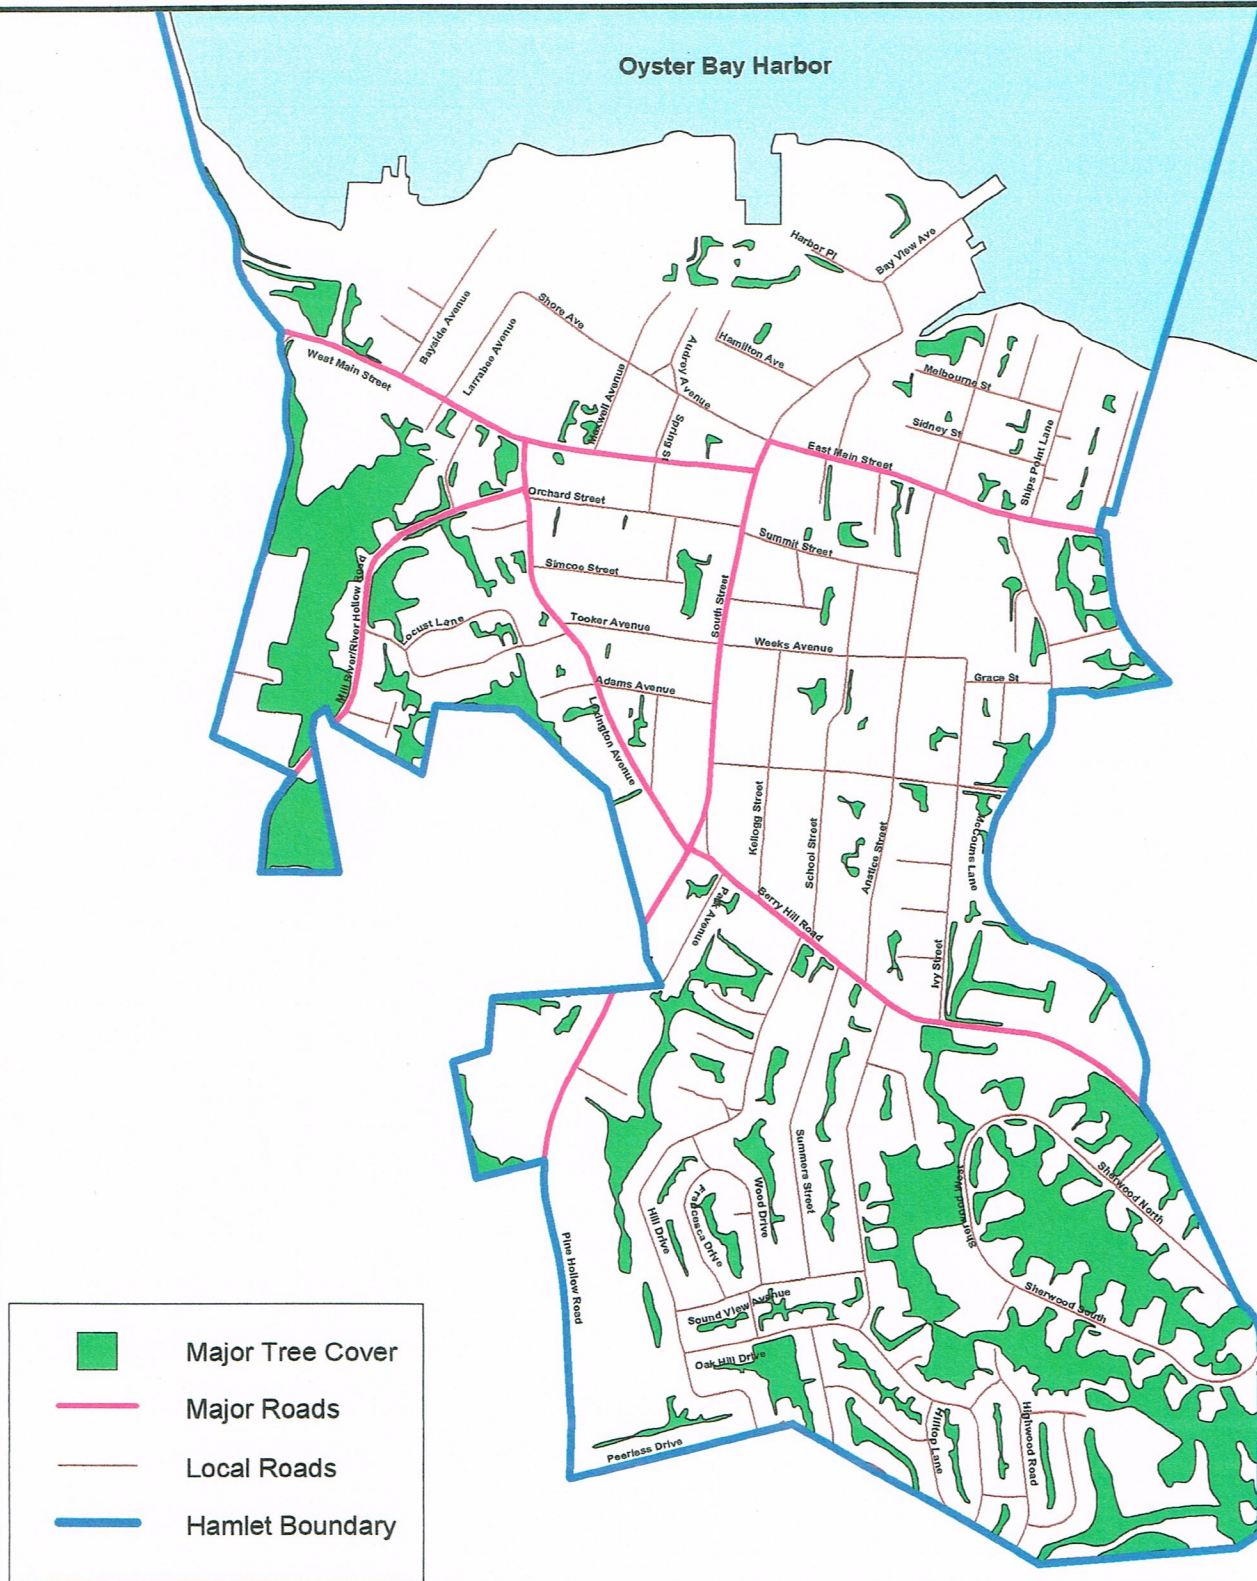 Oyster Bay Harbor
Harbor Pl
Bay View Ave
Bayside Avenue
Shore Ave
Larrabee Avenue
Hamilton Ave
Audrey Avenue
West Main Street
Maxwell Avenue
Melbourne St
Spring St
Sidney St
Ships Point Lane
East Main Street
Orchard Street
Summit Street
Simcoe Street
South Street
Mill River/River Hollow Road
Locust Lane
Tooker Avenue
Weeks Avenue
Adams Avenue
Grace St
Lexington Avenue
Kellogg Street
School Street
Anstice Street
McCouns Lane
Park Avenue
Berry Hill Road
Ivy Street
Summers Street
Sherwood West
Sherwood North
Wood Drive
Francesca Drive
Hill Drive
Pine Hollow Road
Sound View Avenue
Sherwood South
Oak Hill Drive
Hilltop Lane
Highwood Road
Peerless Drive
Major Tree Cover
Major Roads
Local Roads
Hamlet Boundary